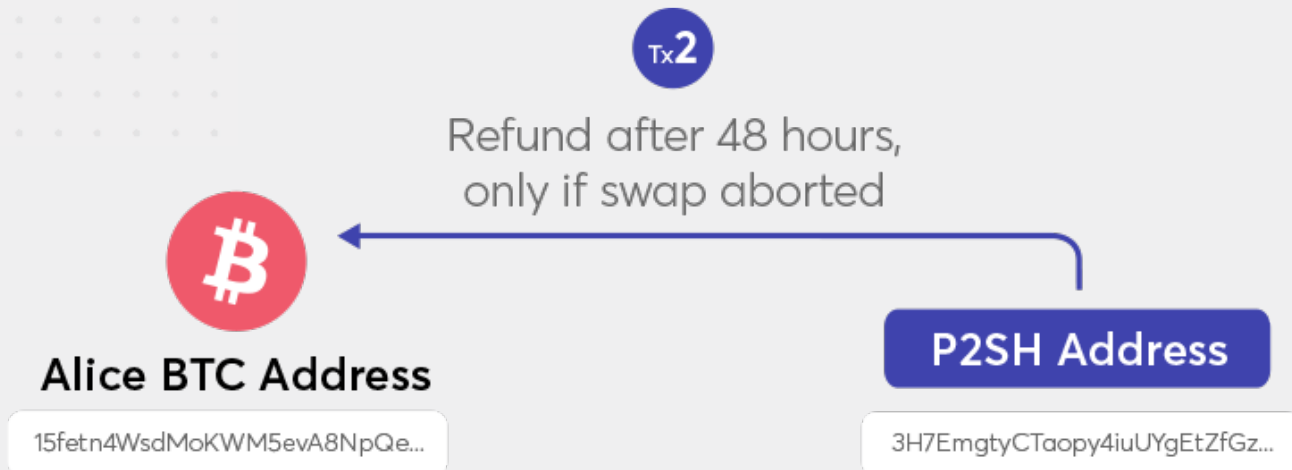 Tx2
Refund after 48 hours,
only if swap aborted
Alice BTC Address
P2SH Address
15fetn4WsdMoKWM5evA8NpQe...
3H7EmgtyCTaopy4iuUYgEtZfGz...